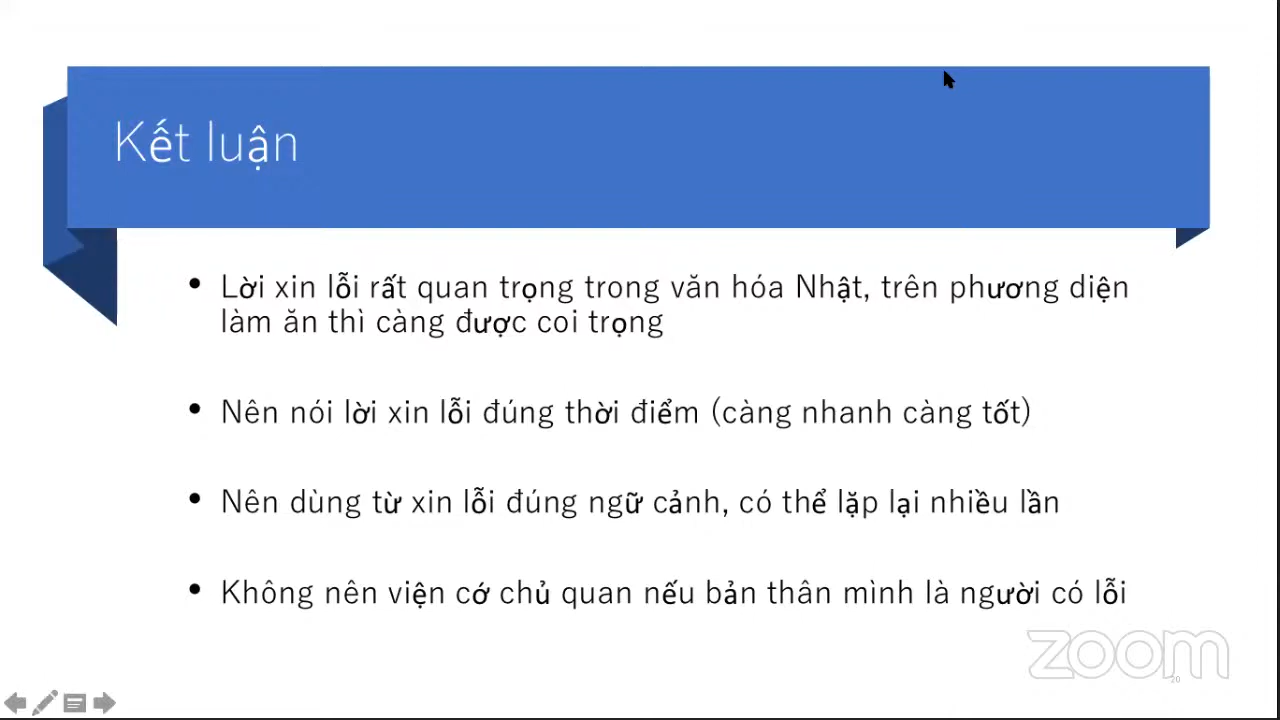 Kết luận
• Lời xin lỗi rất quan trọng trong văn hóa Nhật, trên phương diện
làm ăn thì càng được coi trọng
• Nên nói lời xin lỗi đúng thời điểm (càng nhanh càng tốt)
• Nên dùng từ xin lỗi đúng ngữ cảnh, có thể lặp lại nhiều lần
• Không nên viện cớ chủ quan nếu bản thân mình là người có lỗi
zoom
20